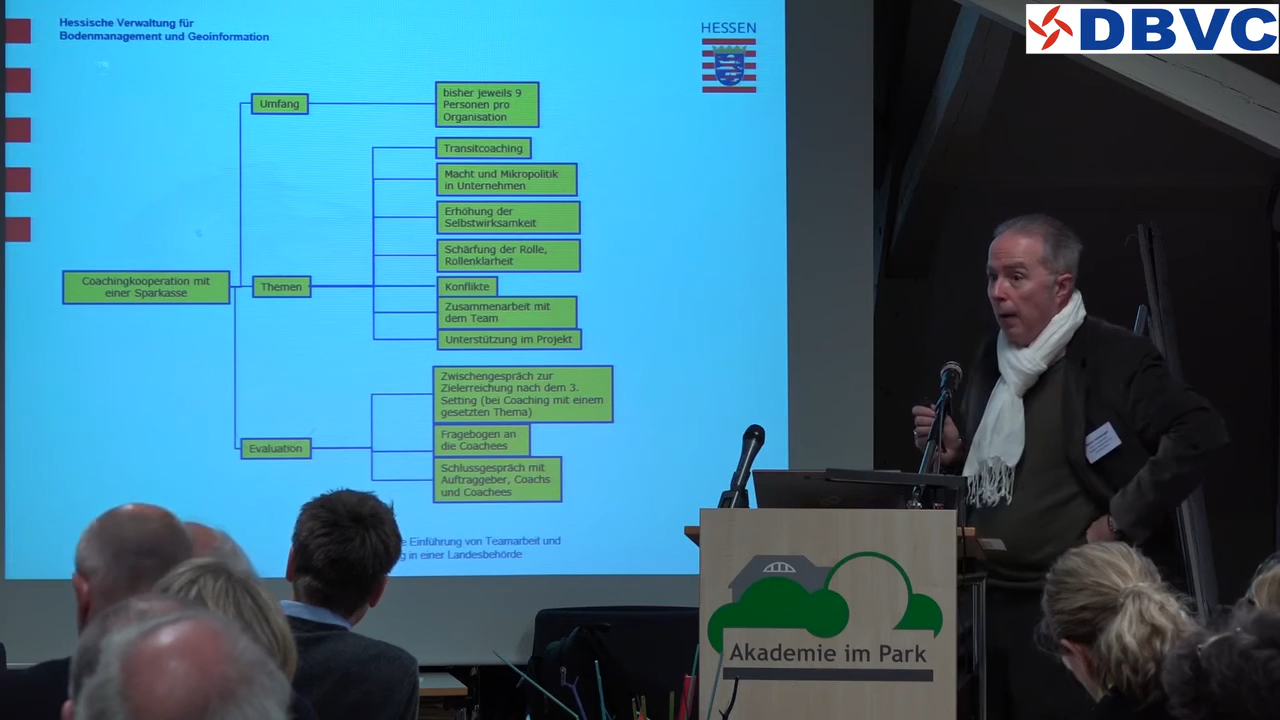 Hessische Verwaltung für
Bodenmanagement und Geoinformation
HESSEN
DBVC
Umfang
bisher jeweils 9
Personen pro
Organisation
Transitcoaching
Macht und Mikropolitik
in Unternehmen
Erhöhung der
Selbstwirksamkeit
Schärfung der Rolle,
Rollenklarheit
Coachingkooperation mit
einer Sparkasse
Themen
Konflikte
Zusammenarbeit mit
dem Team
Unterstützung im Projekt
Zwischengespräch zur
Zielerreichung nach dem 3.
Setting (bei Coaching mit einem
gesetzten Thema)
Evaluation
Fragebogen an
die Coachees
Schlussgespräch mit
Auftraggeber, Coachs
und Coachees
Einführung von Teamarbeit und
in einer Landesbehörde
Akademie im Park